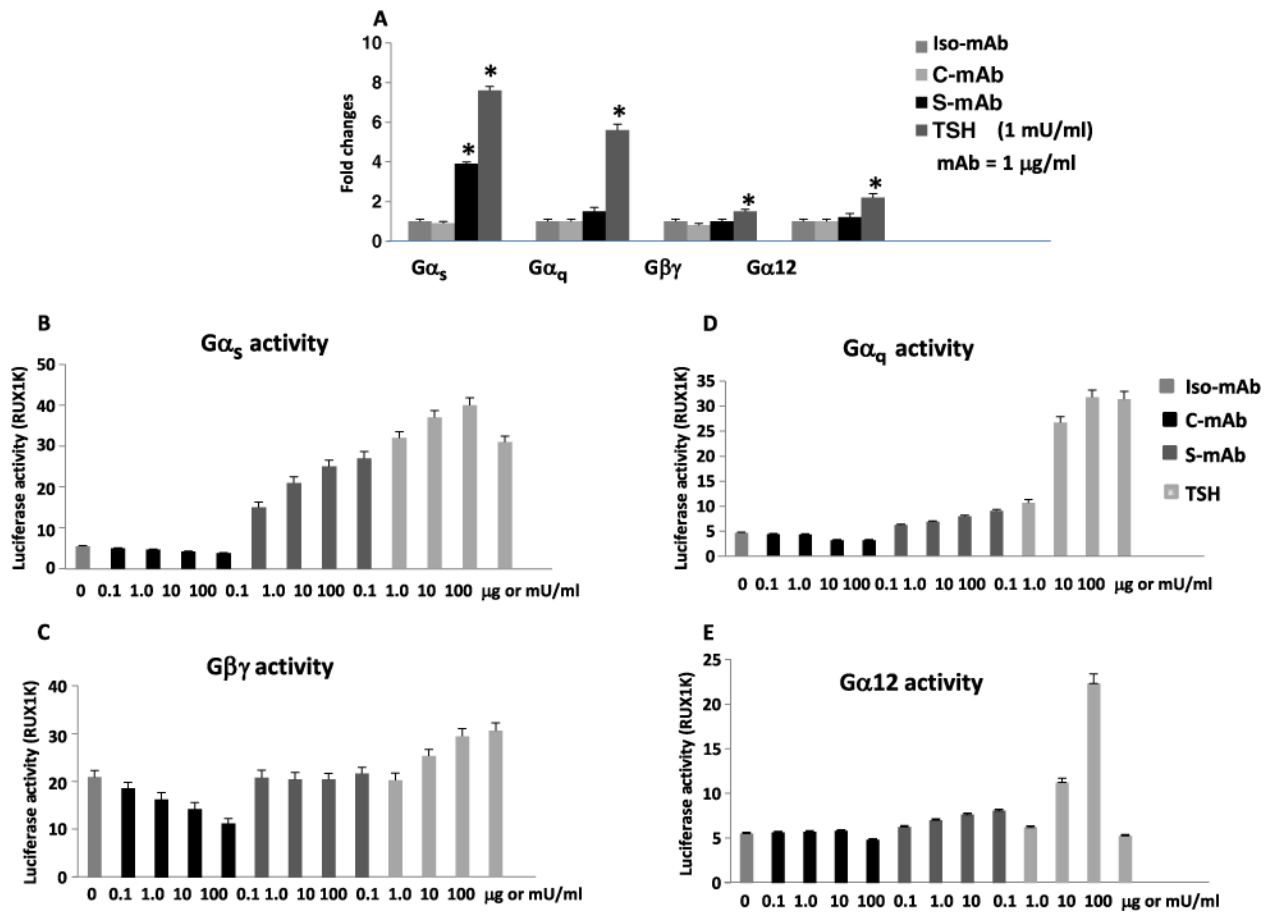 A
Fold changes
10
8
6
4
2
0
*
*
*
*
*
Gαs
Gαq
Gβγ
Gα12
Iso-mAb
C-mAb
S-mAb
TSH (1 mU/ml)
mAb = 1 μg/ml
B
Gαs activity
Luciferase activity (RUX1K)
50
40
30
20
10
0
0 0.1 1.0 10 100 0.1 1.0 10 100 0.1 1.0 10 100 μg or mU/ml
D
Gαq activity
Luciferase activity (RUX1K)
35
30
25
20
15
10
5
0
0 0.1 1.0 10 100 0.1 1.0 10 100 0.1 1.0 10 100 μg or mU/ml
Iso-mAb
C-mAb
S-mAb
TSH
C
Gβγ activity
Luciferase activity (RUX1K)
40
30
20
10
0
0 0.1 1.0 10 100 0.1 1.0 10 100 0.1 1.0 10 100 μg or mU/ml
E
Gα12 activity
Luciferase activity (RUX1K)
25
20
15
10
5
0
0 0.1 1.0 10 100 0.1 1.0 10 0.1 1.0 10 100 μg or mU/ml